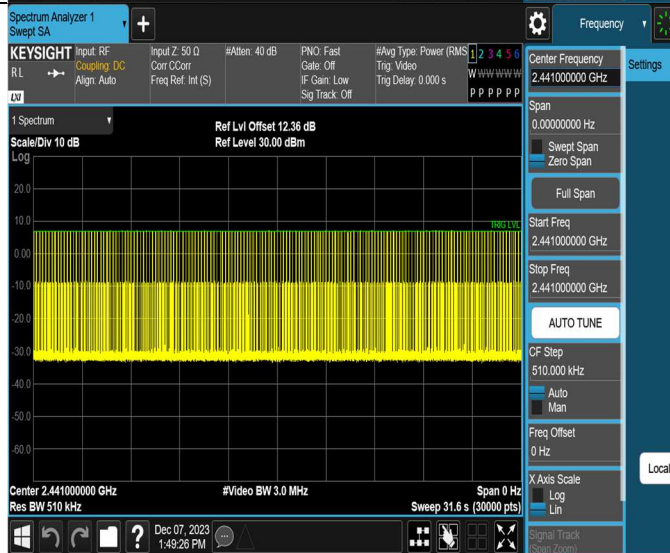 Spectrum Analyzer 1
Swept SA
+
Frequency
KEYSIGHT
RL
LXI
Input: RF
Coupling: DC
Align: Auto
Input Z: 50 Ω
Corr CCorr
Freq Ref: Int (S)
#Atten: 40 dB
PNO: Fast
Gate: Off
IF Gain: Low
Sig Track: Off
#Avg Type: Power (RMS
Trig: Video
Trig Delay: 0.000 s
1 2 3 4 5 6
W W W W W W
P P P P P P
Settings
Center Frequency
2.441000000 GHz
Span
0.00000000 Hz
Swept Span
Zero Span
Full Span
Start Freq
2.441000000 GHz
Stop Freq
2.441000000 GHz
AUTO TUNE
CF Step
510.000 kHz
Auto
Man
Freq Offset
0 Hz
X Axis Scale
Log
Lin
Signal Track
(Span Zoom)
Local
1 Spectrum
Scale/Div 10 dB
Log
Ref Lvl Offset 12.36 dB
Ref Level 30.00 dBm
20.0
10.0
TRIG LVL
0.00
-10.0
-20.0
-30.0
-40.0
-50.0
-60.0
Center 2.441000000 GHz
#Video BW 3.0 MHz
Span 0 Hz
Res BW 510 kHz
Sweep 31.6 s (30000 pts)
?
Dec 07, 2023
1:49:26 PM